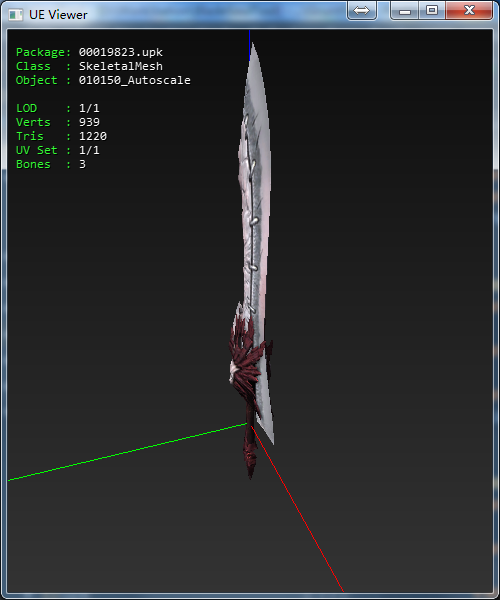 UE Viewer
Package: 00019823.upk
Class : SkeletalMesh
Object : 010150_Autoscale
LOD : 1/1
Verts : 939
Tris : 1220
UV Set : 1/1
Bones : 3